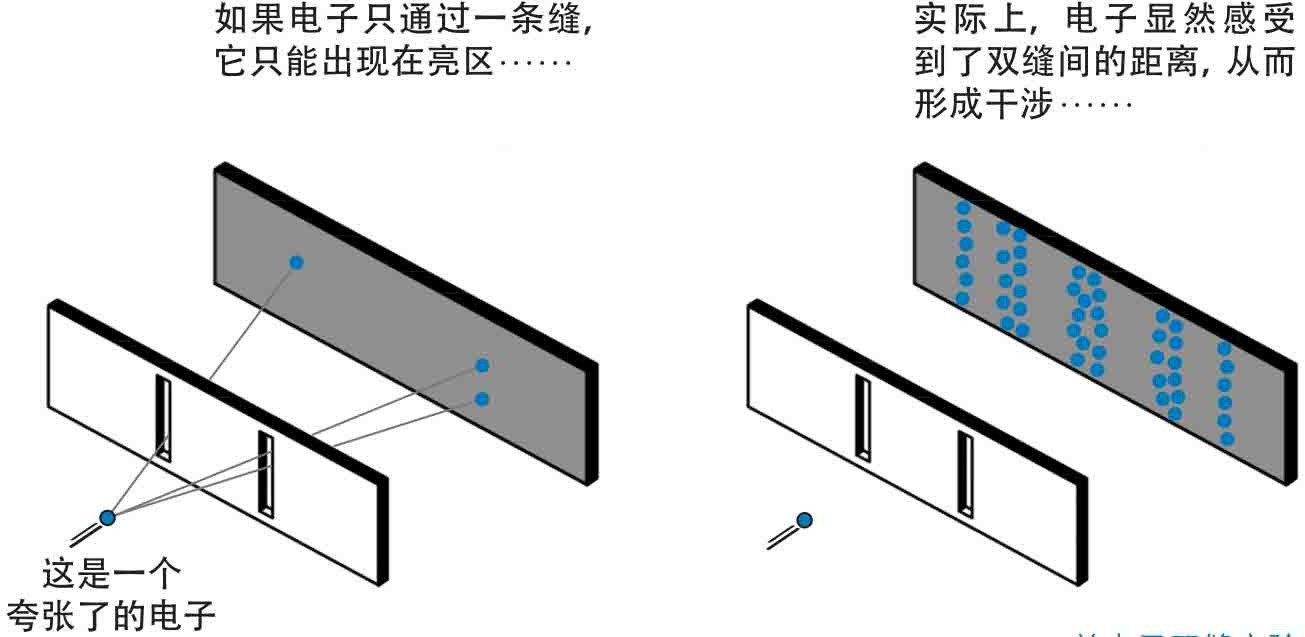 如果电子只通过一条缝,
它只能出现在亮区······
实际上, 电子显然感受
到了双缝间的距离, 从而
形成干涉······
这是一个
夸张了的电子